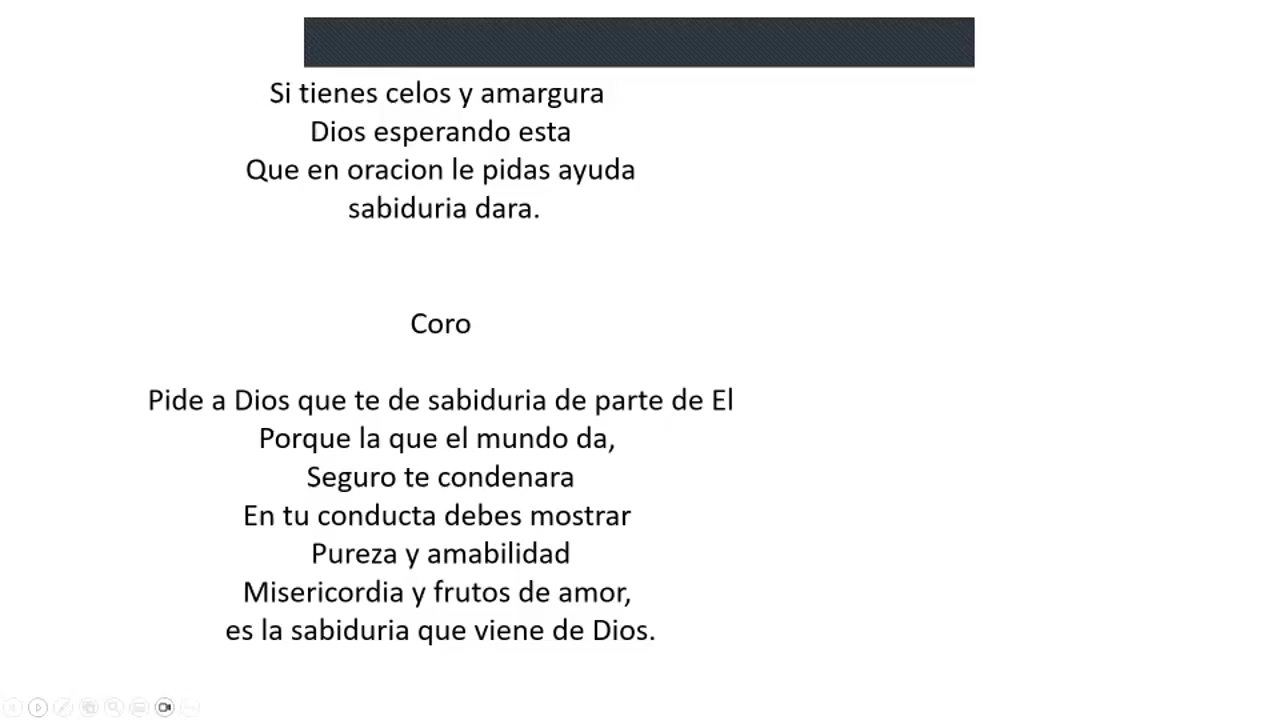 Si tienes celos y amargura
Dios esperando esta
Que en oracion le pidas ayuda
sabiduria dara.
Coro
Pide a Dios que te de sabiduria de parte de El
Porque la que el mundo da,
Seguro te condenara
En tu conducta debes mostrar
Pureza y amabilidad
Misericordia y frutos de amor,
es la sabiduria que viene de Dios.